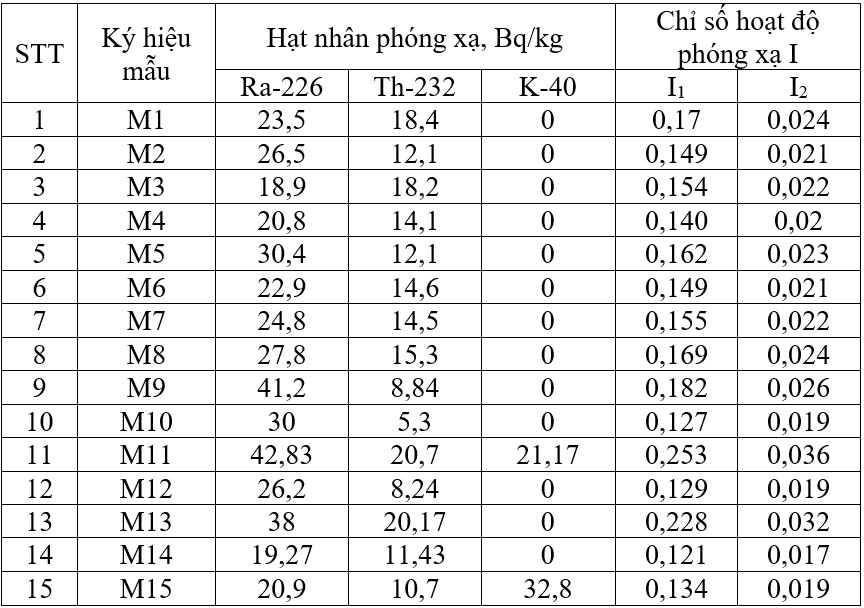 STT Ký hiệu mẫu Hạt nhân phóng xạ, Bq/kg Chỉ số hoạt độ phóng xạ I
Ra-226 Th-232 K-40 I₁ I₂
1 M1 23,5 18,4 0 0,17 0,024
2 M2 26,5 12,1 0 0,149 0,021
3 M3 18,9 18,2 0 0,154 0,022
4 M4 20,8 14,1 0 0,140 0,02
5 M5 30,4 12,1 0 0,162 0,023
6 M6 22,9 14,6 0 0,149 0,021
7 M7 24,8 14,5 0 0,155 0,022
8 M8 27,8 15,3 0 0,169 0,024
9 M9 41,2 8,84 0 0,182 0,026
10 M10 30 5,3 0 0,127 0,019
11 M11 42,83 20,7 21,17 0,253 0,036
12 M12 26,2 8,24 0 0,129 0,019
13 M13 38 20,17 0 0,228 0,032
14 M14 19,27 11,43 0 0,121 0,017
15 M15 20,9 10,7 32,8 0,134 0,019